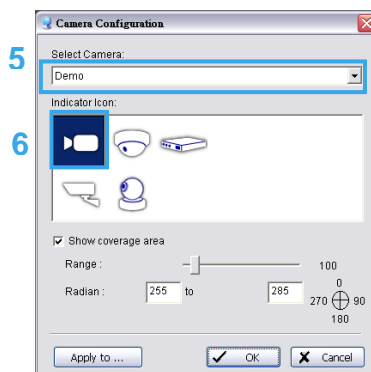 Camera Configuration
5
Select Camera:
Demo
Indicator Icon:
6
Show coverage area
Range :
100
Radian :
255 to 285
0
270 90
180
Apply to ...
OK
Cancel